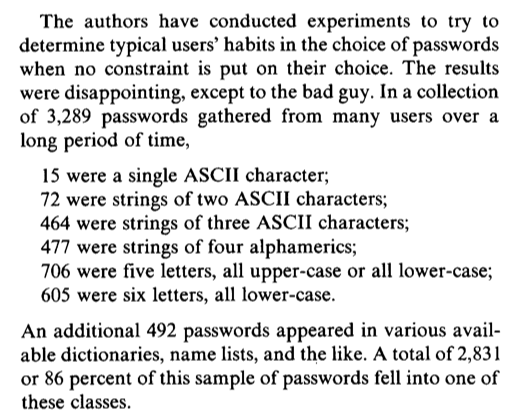 The authors have conducted experiments to try to
determine typical users' habits in the choice of passwords
when no constraint is put on their choice. The results
were disappointing, except to the bad guy. In a collection
of 3,289 passwords gathered from many users over a
long period of time,
15 were a single ASCII character;
72 were strings of two ASCII characters;
464 were strings of three ASCII characters;
477 were strings of four alphamerics;
706 were five letters, all upper-case or all lower-case;
605 were six letters, all lower-case.
An additional 492 passwords appeared in various avail-
able dictionaries, name lists, and the like. A total of 2,831
or 86 percent of this sample of passwords fell into one of
these classes.